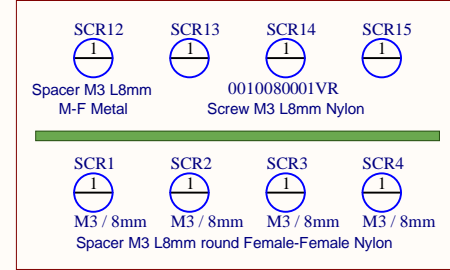 SCR12 SCR13 SCR14 SCR15
1 1 1 1
Spacer M3 L8mm 0010080001VR
M-F Metal Screw M3 L8mm Nylon
SCR1 SCR2 SCR3 SCR4
1 1 1 1
M3 / 8mm M3 / 8mm M3 / 8mm M3 / 8mm
Spacer M3 L8mm round Female-Female Nylon